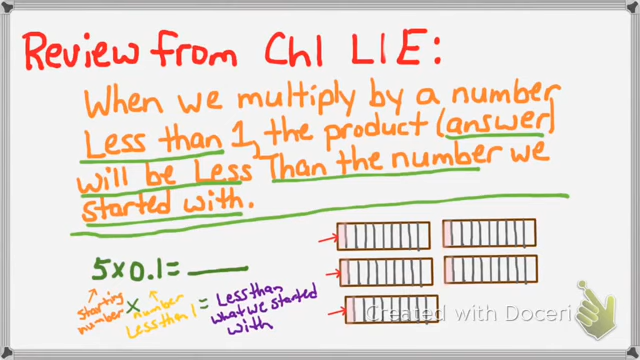 Review from Ch1 L1E:
When we multiply by a number
Less than 1, the product (answer)
will be Less than the number we
started with.
5 x 0.1 = ____
starting number x number Less than 1 = Less than what we started with
Created with Doceri